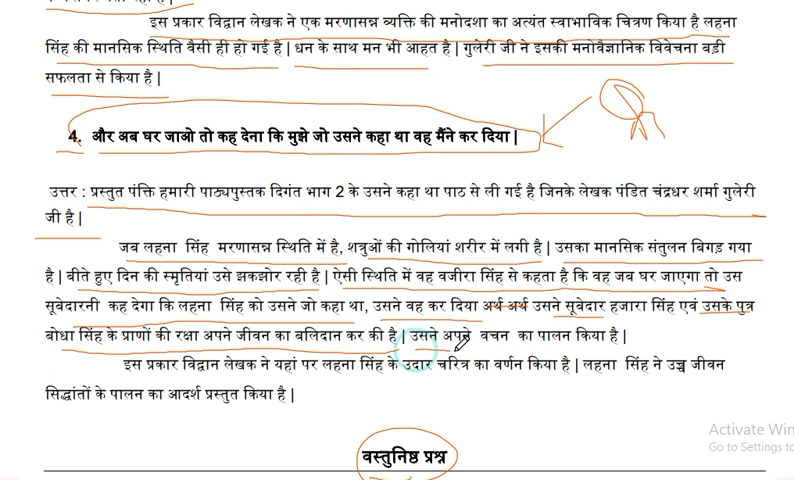 इस प्रकार विद्वान लेखक ने एक मरणासन्न व्यक्ति की मनोदशा का अत्यंत स्वाभाविक चित्रण किया है लहना
सिंह की मानसिक स्थिति वैसी ही हो गई है | धन के साथ मन भी आहत है | गुलेरी जी ने इसकी मनोवैज्ञानिक विवेचना बड़ी
सफलता से किया है |
4. और अब घर जाओ तो कह देना कि मुझे जो उसने कहा था वह मैंने कर दिया |
उत्तर : प्रस्तुत पंक्ति हमारी पाठ्यपुस्तक दिगंत भाग 2 के उसने कहा था पाठ से ली गई है जिनके लेखक पंडित चंद्रधर शर्मा गुलेरी
जी है |
जब लहना सिंह मरणासन्न स्थिति में है, शत्रुओं की गोलियां शरीर में लगी है | उसका मानसिक संतुलन बिगड़ गया
है | बीते हुए दिन की स्मृतियां उसे झकझोर रही है | ऐसी स्थिति में वह वजीरा सिंह से कहता है कि वह जब घर जाएगा तो उस
सूबेदारनी कह देगा कि लहना सिंह को उसने जो कहा था, उसने वह कर दिया अर्थ अर्थ उसने सूबेदार हजारा सिंह एवं उसके पुत्र
बोधा सिंह के प्राणों की रक्षा अपने जीवन का बलिदान कर की है | उसने अपने वचन का पालन किया है |
इस प्रकार विद्वान लेखक ने यहां पर लहना सिंह के उदार चरित्र का वर्णन किया है | लहना सिंह ने उच्च जीवन
सिद्धांतों के पालन का आदर्श प्रस्तुत किया है |
Activate Win
Go to Settings to
वस्तुनिष्ठ प्रश्न